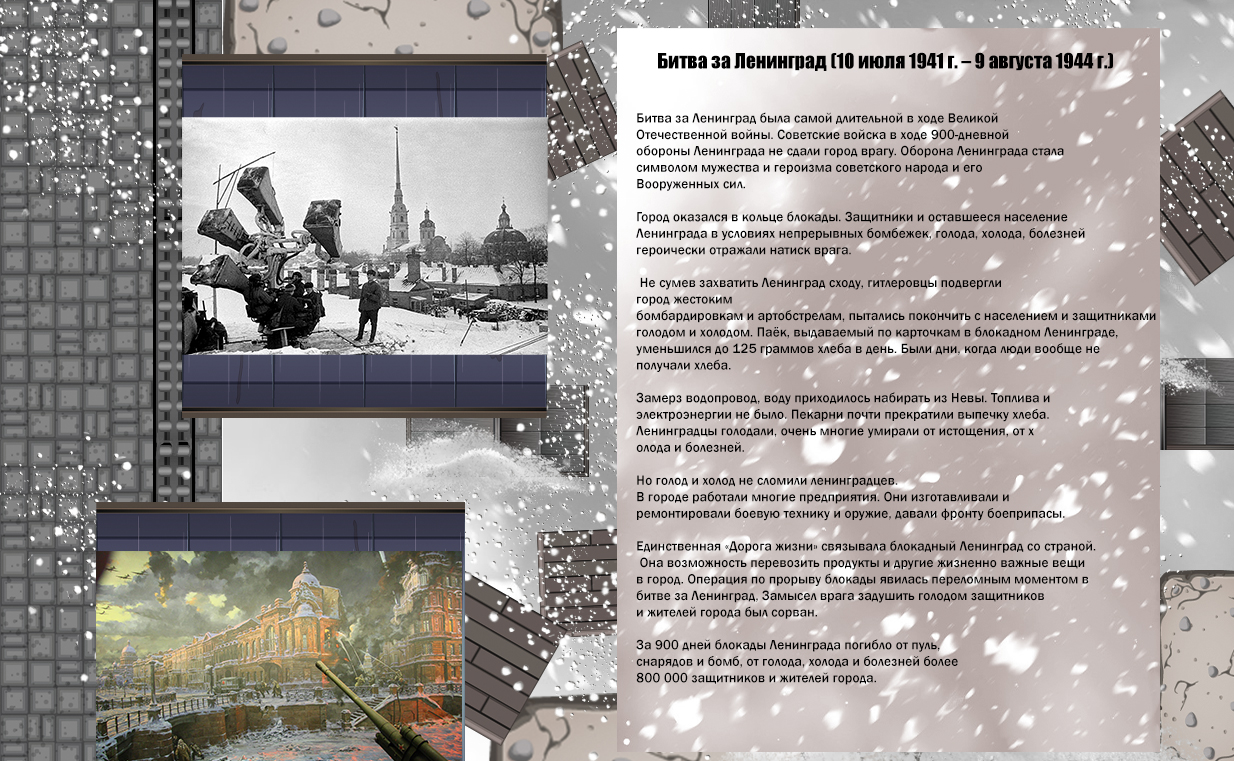 Битва за Ленинград (10 июля 1941 г. – 9 августа 1944 г.)
Битва за Ленинград была самой длительной в ходе Великой
Отечественной войны. Советские войска в ходе 900-дневной
обороны Ленинграда не сдали город врагу. Оборона Ленинграда стала
символом мужества и героизма советского народа и его
Вооруженных сил.
Город оказался в кольце блокады. Защитники и оставшееся население
Ленинграда в условиях непрерывных бомбежек, голода, холода, болезней
героически отражали натиск врага.
Не сумев захватить Ленинград сходу, гитлеровцы подвергли
город жестоким
бомбардировкам и артобстрелам, пытались покончить с населением и защитниками
голодом и холодом. Паёк, выдаваемый по карточкам в блокадном Ленинграде,
уменьшился до 125 граммов хлеба в день. Были дни, когда люди вообще не
получали хлеба.
Замерз водопровод, воду приходилось набирать из Невы. Топлива и
электроэнергии не было. Пекарни почти прекратили выпечку хлеба.
Ленинградцы голодали, очень многие умирали от истощения, от х
олода и болезней.
Но голод и холод не сломили ленинградцев.
В городе работали многие предприятия. Они изготавливали и
ремонтировали боевую технику и оружие, давали фронту боеприпасы.
Единственная «Дорога жизни» связывала блокадный Ленинград со страной.
Она возможность перевозить продукты и другие жизненно важные вещи
в город. Операция по прорыву блокады явилась переломным моментом в
битве за Ленинград. Замысел врага задушить голодом защитников
и жителей города был сорван.
За 900 дней блокады Ленинграда погибло от пуль,
снарядов и бомб, от голода, холода и болезней более
800 000 защитников и жителей города.